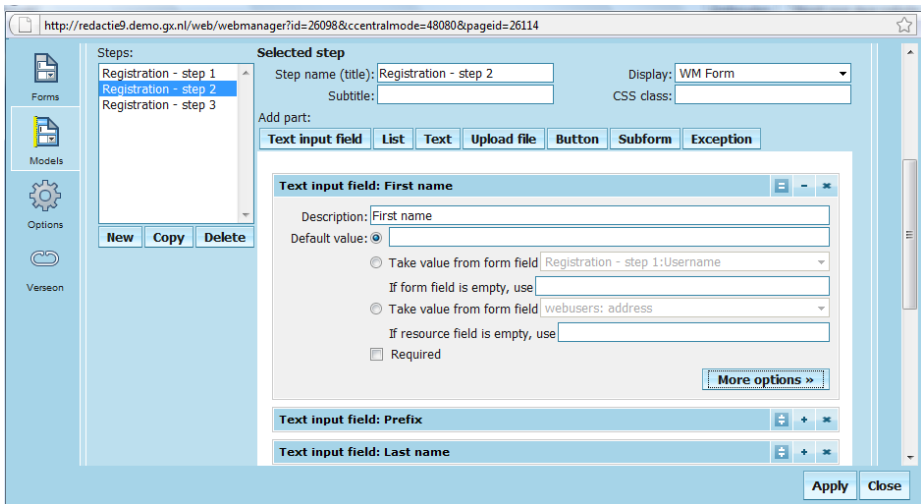 http://redactie9.demo.gx.nl/web/webmanager?id=26098&ccentralmode=48080&pageid=26114
Forms
Models
Options
Verseon
Steps:
Registration - step 1
Registration - step 2
Registration - step 3
New Copy Delete
Selected step
Step name (title): Registration - step 2 Display: WM Form
Subtitle: CSS class:
Add part:
Text input field List Text Upload file Button Subform Exception
Text input field: First name
Description: First name
Default value:
Take value from form field Registration - step 1:Username
If form field is empty, use
Take value from form field webusers: address
If resource field is empty, use
Required
More options »
Text input field: Prefix
Text input field: Last name
Apply Close